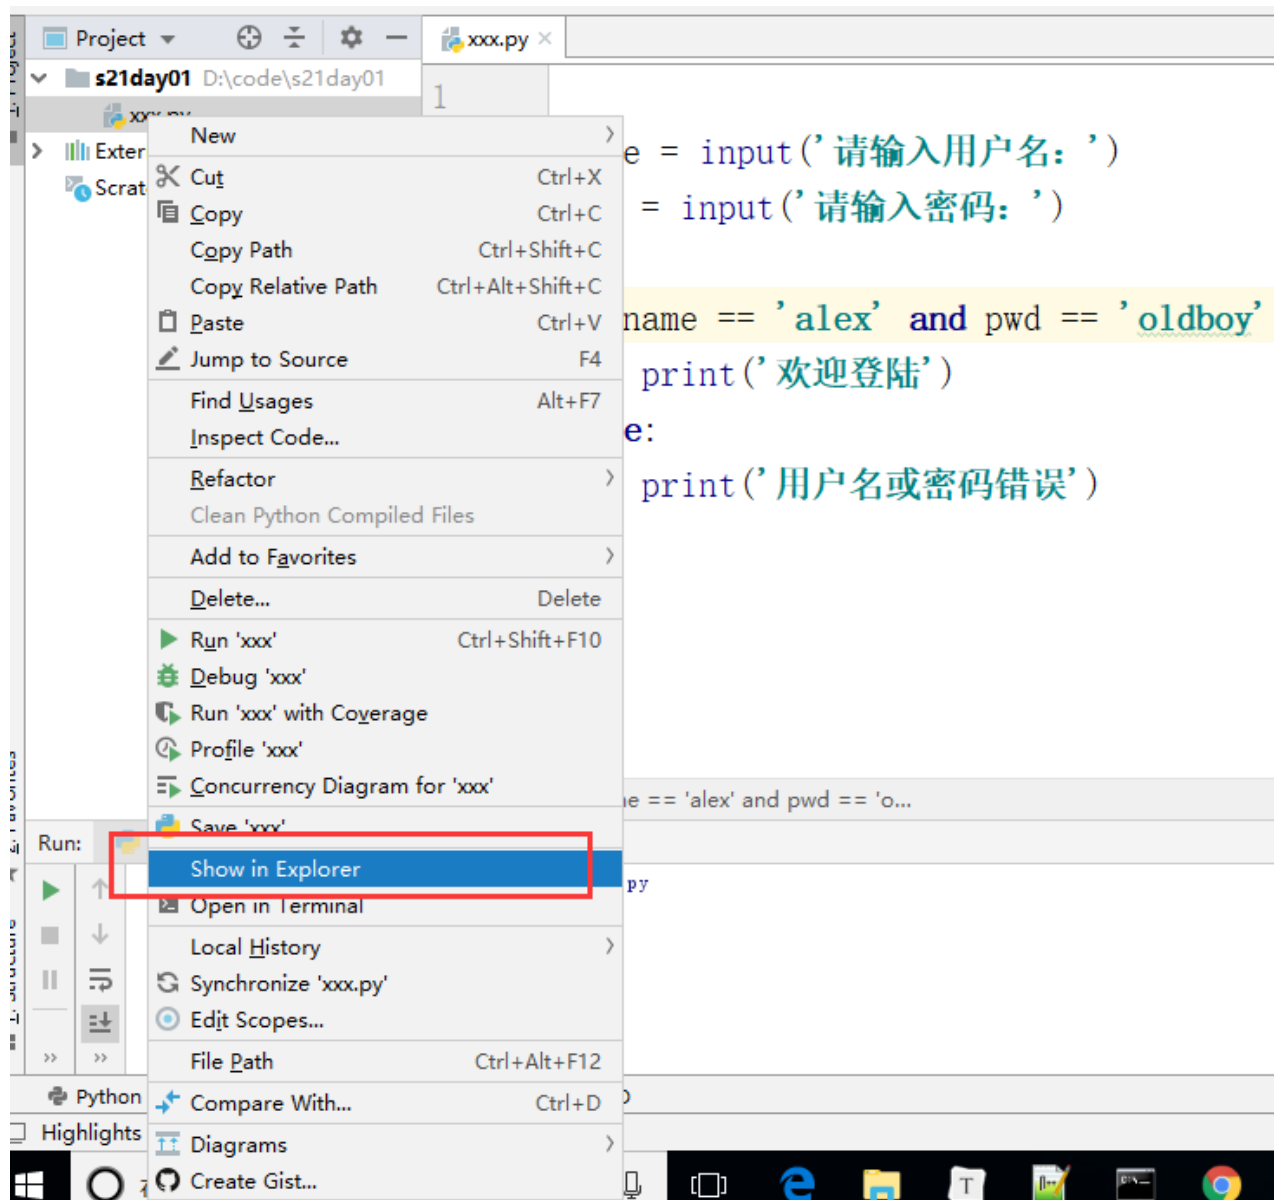 Project
xxx.py
s21day01 D:\code\s21day01
1
New
Exter
e = input('请输入用户名：')
Scrat
Cut Ctrl+X
Copy Ctrl+C
= input('请输入密码：')
Copy Path Ctrl+Shift+C
Copy Relative Path Ctrl+Alt+Shift+C
Paste Ctrl+V
name == 'alex' and pwd == 'oldboy'
Jump to Source F4
print('欢迎登陆')
Find Usages Alt+F7
Inspect Code...
e:
Refactor
print('用户名或密码错误')
Clean Python Compiled Files
Add to Favorites
Delete... Delete
Run 'xxx' Ctrl+Shift+F10
Debug 'xxx'
Run 'xxx' with Coverage
Profile 'xxx'
Concurrency Diagram for 'xxx'
ne == 'alex' and pwd == 'o...
Save 'xxx'
Run:
Show in Explorer
py
Open in Terminal
Local History
Synchronize 'xxx.py'
Edit Scopes...
File Path Ctrl+Alt+F12
Python
Compare With... Ctrl+D
Highlights
Diagrams
Create Gist...